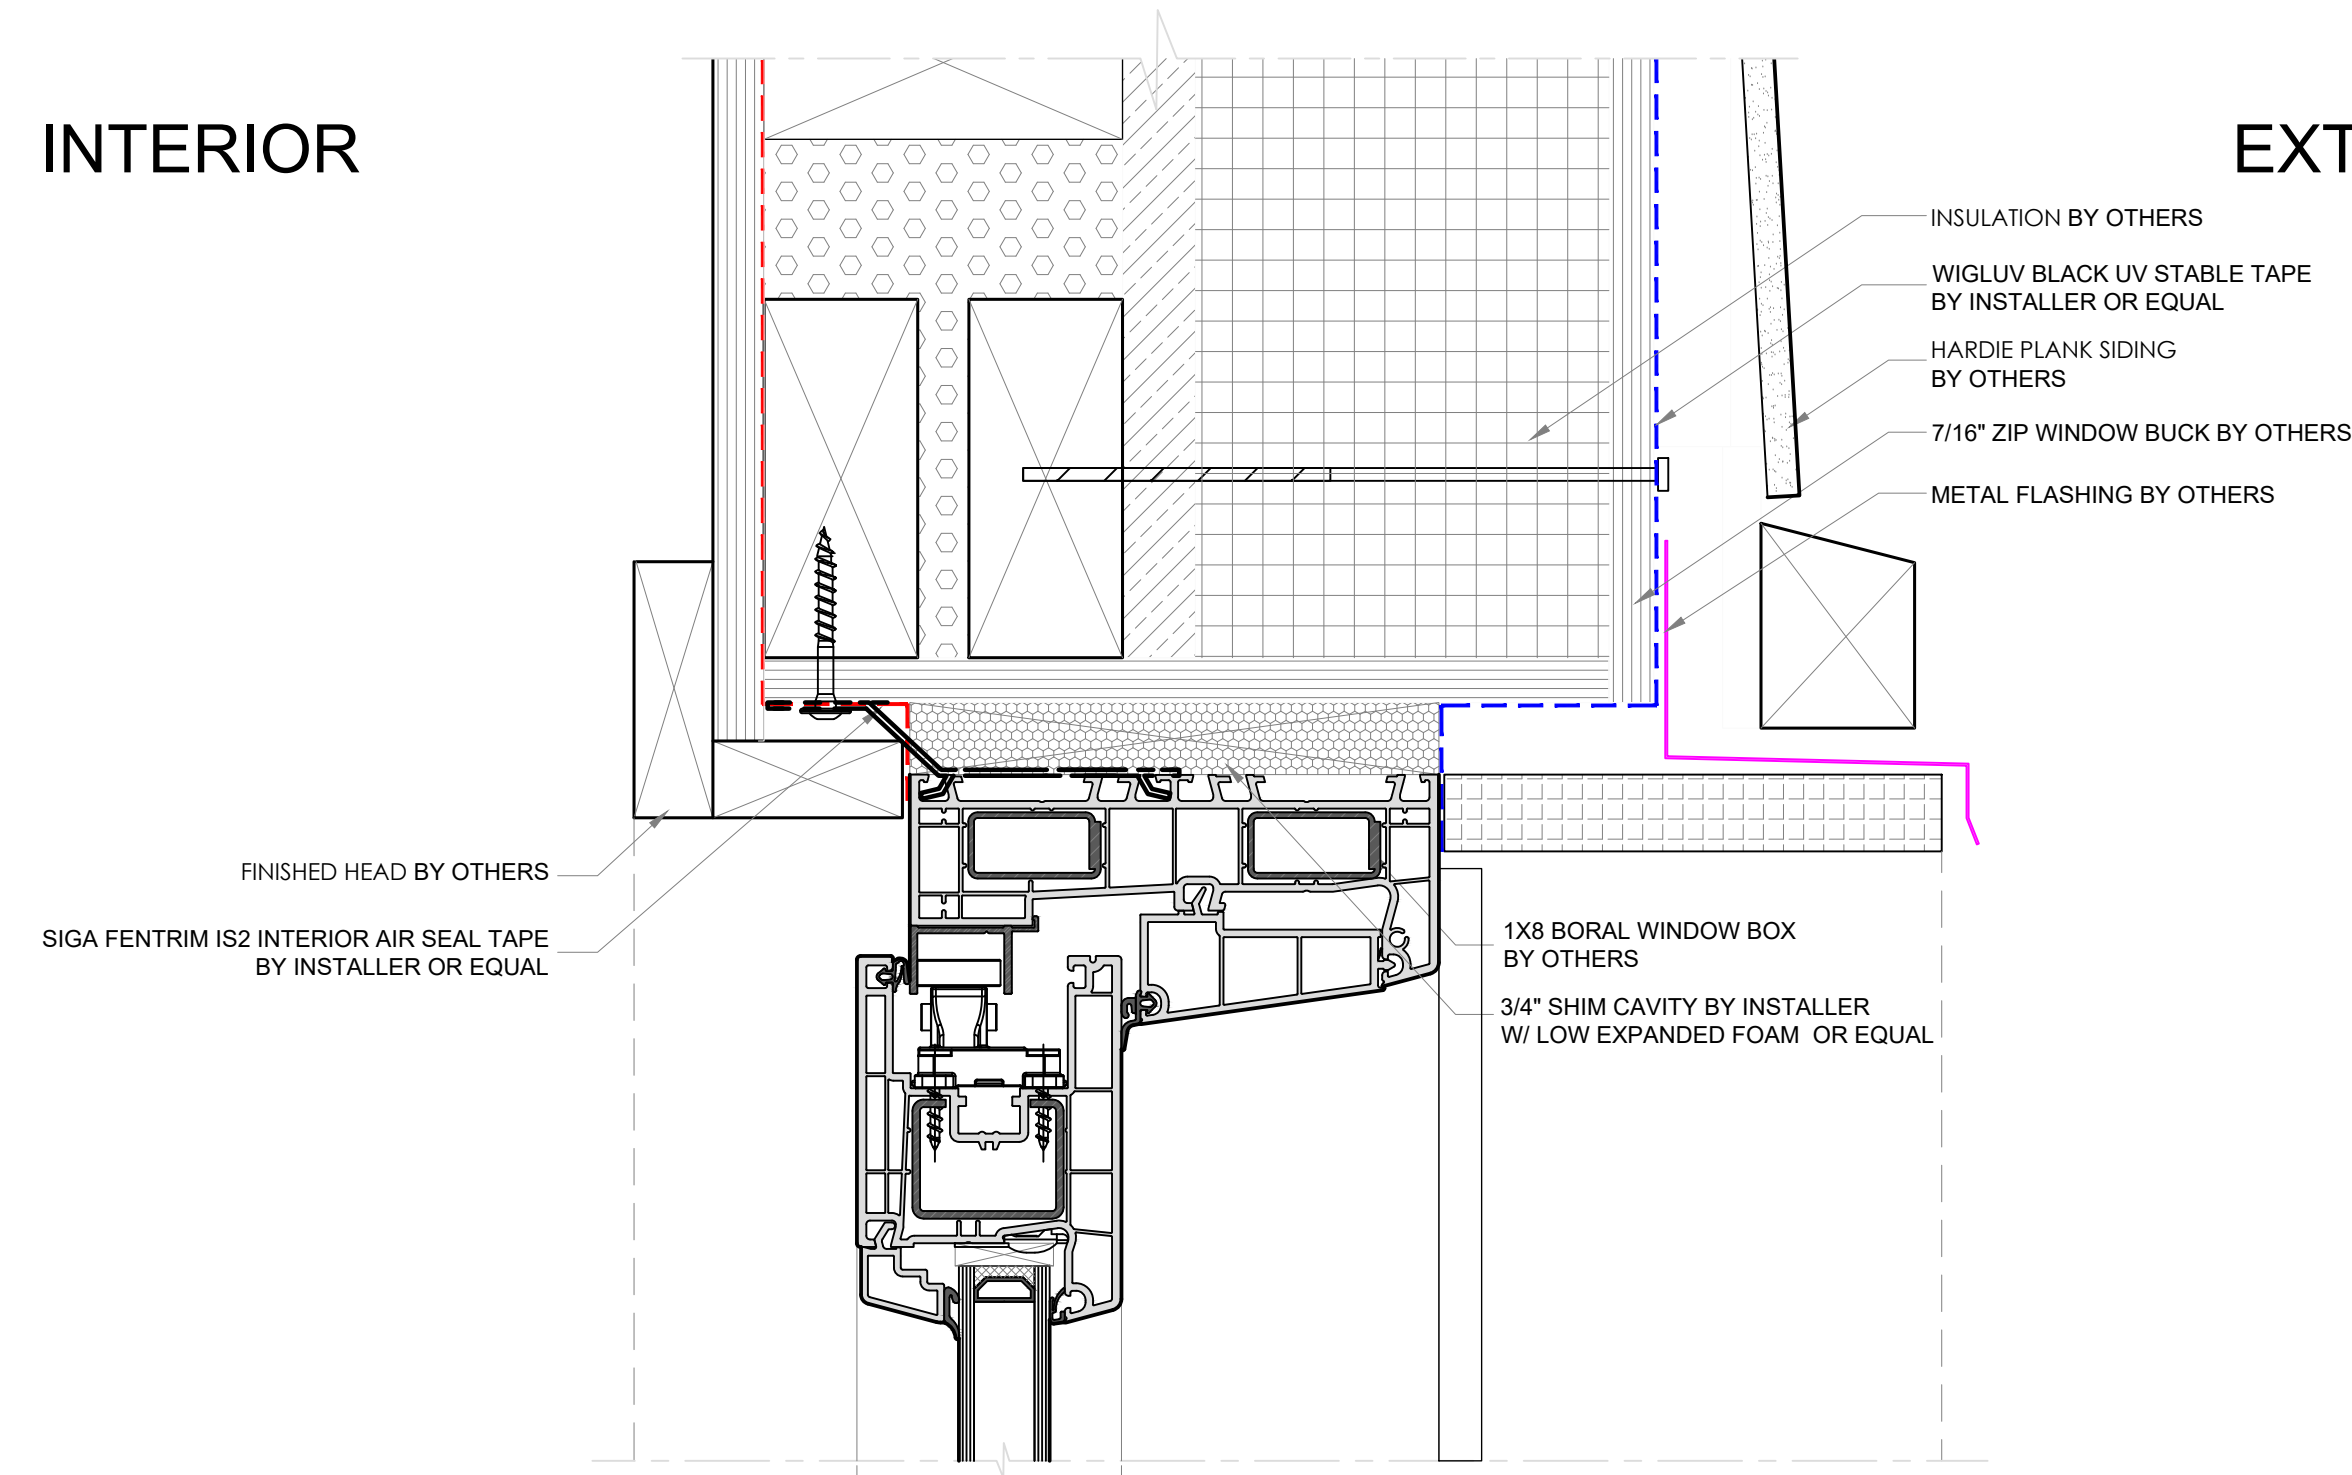 INTERIOR
EXT
INSULATION BY OTHERS
WIGLUV BLACK UV STABLE TAPE
BY INSTALLER OR EQUAL
HARDIE PLANK SIDING
BY OTHERS
7/16" ZIP WINDOW BUCK BY OTHERS
METAL FLASHING BY OTHERS
FINISHED HEAD BY OTHERS
SIGA FENTRIM IS2 INTERIOR AIR SEAL TAPE
BY INSTALLER OR EQUAL
1X8 BORAL WINDOW BOX
BY OTHERS
3/4" SHIM CAVITY BY INSTALLER
W/ LOW EXPANDED FOAM OR EQUAL